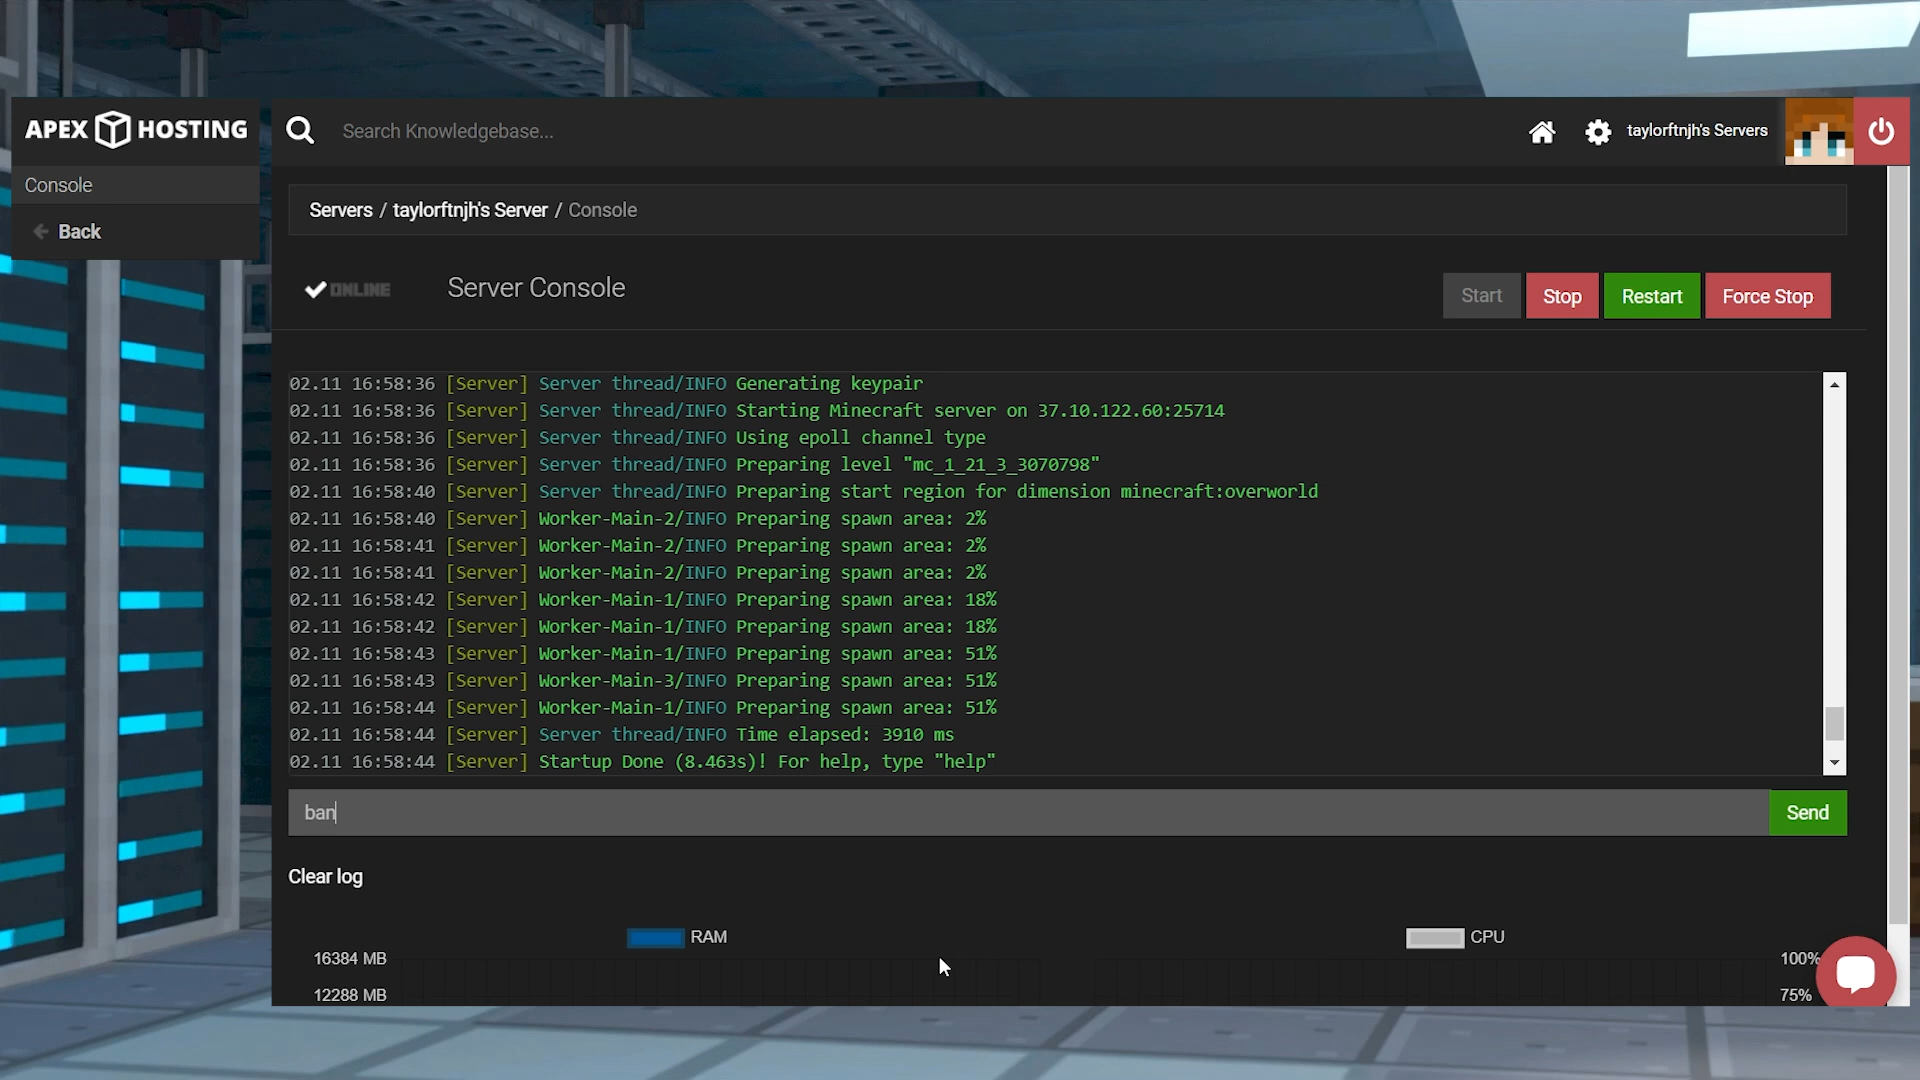 APEX HOSTING
Search Knowledgebase...
taylorftnjh's Servers
Console
Back
Servers / taylorftnjh's Server / Console
ONLINE
Server Console
Start
Stop
Restart
Force Stop
02.11 16:58:36 [Server] Server thread/INFO Generating keypair
02.11 16:58:36 [Server] Server thread/INFO Starting Minecraft server on 37.10.122.60:25714
02.11 16:58:36 [Server] Server thread/INFO Using epoll channel type
02.11 16:58:36 [Server] Server thread/INFO Preparing level "mc_1_21_3_3070798"
02.11 16:58:40 [Server] Server thread/INFO Preparing start region for dimension minecraft:overworld
02.11 16:58:40 [Server] Worker-Main-2/INFO Preparing spawn area: 2%
02.11 16:58:41 [Server] Worker-Main-2/INFO Preparing spawn area: 2%
02.11 16:58:41 [Server] Worker-Main-2/INFO Preparing spawn area: 2%
02.11 16:58:42 [Server] Worker-Main-1/INFO Preparing spawn area: 18%
02.11 16:58:42 [Server] Worker-Main-1/INFO Preparing spawn area: 18%
02.11 16:58:43 [Server] Worker-Main-1/INFO Preparing spawn area: 51%
02.11 16:58:43 [Server] Worker-Main-3/INFO Preparing spawn area: 51%
02.11 16:58:44 [Server] Worker-Main-1/INFO Preparing spawn area: 51%
02.11 16:58:44 [Server] Server thread/INFO Time elapsed: 3910 ms
02.11 16:58:44 [Server] Startup Done (8.463s)! For help, type "help"
ban
Send
Clear log
RAM
CPU
16384 MB
100%
12288 MB
75%